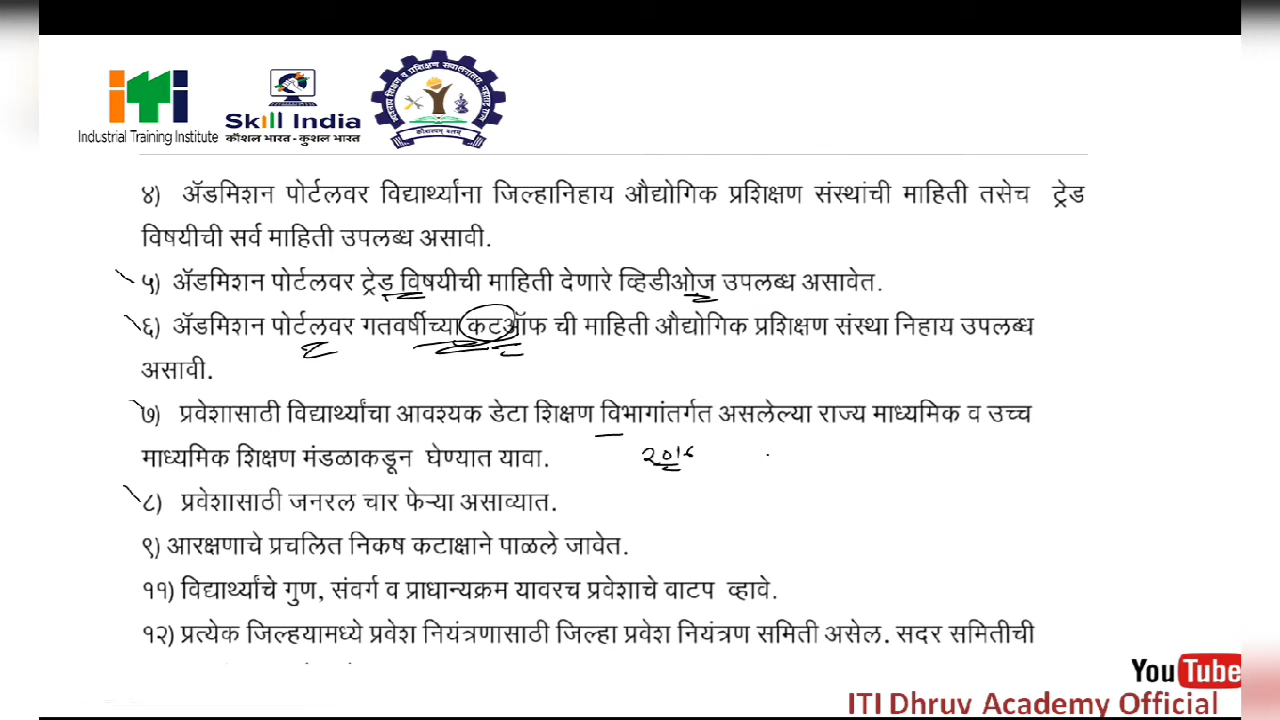 iTi
Industrial Training Institute
Skill India
कौशल भारत - कुशल भारत
४) ॲडमिशन पोर्टलवर विद्यार्थ्यांना जिल्हानिहाय औद्योगिक प्रशिक्षण संस्थांची माहिती तसेच ट्रेड
विषयीची सर्व माहिती उपलब्ध असावी.
५) ॲडमिशन पोर्टलवर ट्रेड विषयीची माहिती देणारे व्हिडीओज उपलब्ध असावेत.
६) ॲडमिशन पोर्टलवर गतवर्षीच्या कटऑफ ची माहिती औद्योगिक प्रशिक्षण संस्था निहाय उपलब्ध
असावी.
७) प्रवेशासाठी विद्यार्थ्यांचा आवश्यक डेटा शिक्षण विभागांतर्गत असलेल्या राज्य माध्यमिक व उच्च
माध्यमिक शिक्षण मंडळाकडून घेण्यात यावा.
८) प्रवेशासाठी जनरल चार फेऱ्या असाव्यात.
९) आरक्षणाचे प्रचलित निकष कटाक्षाने पाळले जावेत.
११) विद्यार्थ्यांचे गुण, संवर्ग व प्राधान्यक्रम यावरच प्रवेशाचे वाटप व्हावे.
१२) प्रत्येक जिल्हयामध्ये प्रवेश नियंत्रणासाठी जिल्हा प्रवेश नियंत्रण समिती असेल. सदर समितीची
YouTube
ITI Dhruv Academy Official